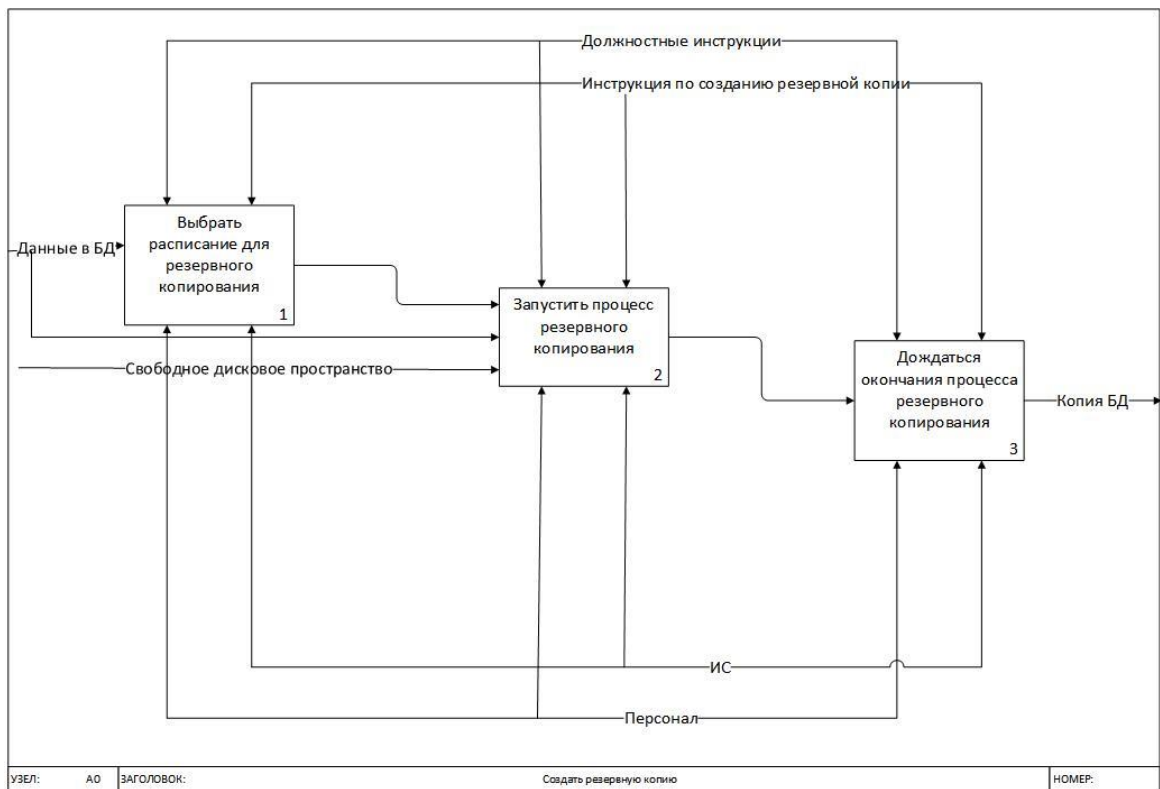 Должностные инструкции
Инструкция по созданию резервной копии
Данные в БД
Выбрать
расписание для
резервного
копирования
1
Запустить процесс
резервного
копирования
2
Свободное дисковое пространство
Дождаться
окончания процесса
резервного
копирования
3
Копия БД
ИС
Персонал
УЗЕЛ: A0 ЗАГОЛОВОК: Создать резервную копию НОМЕР: